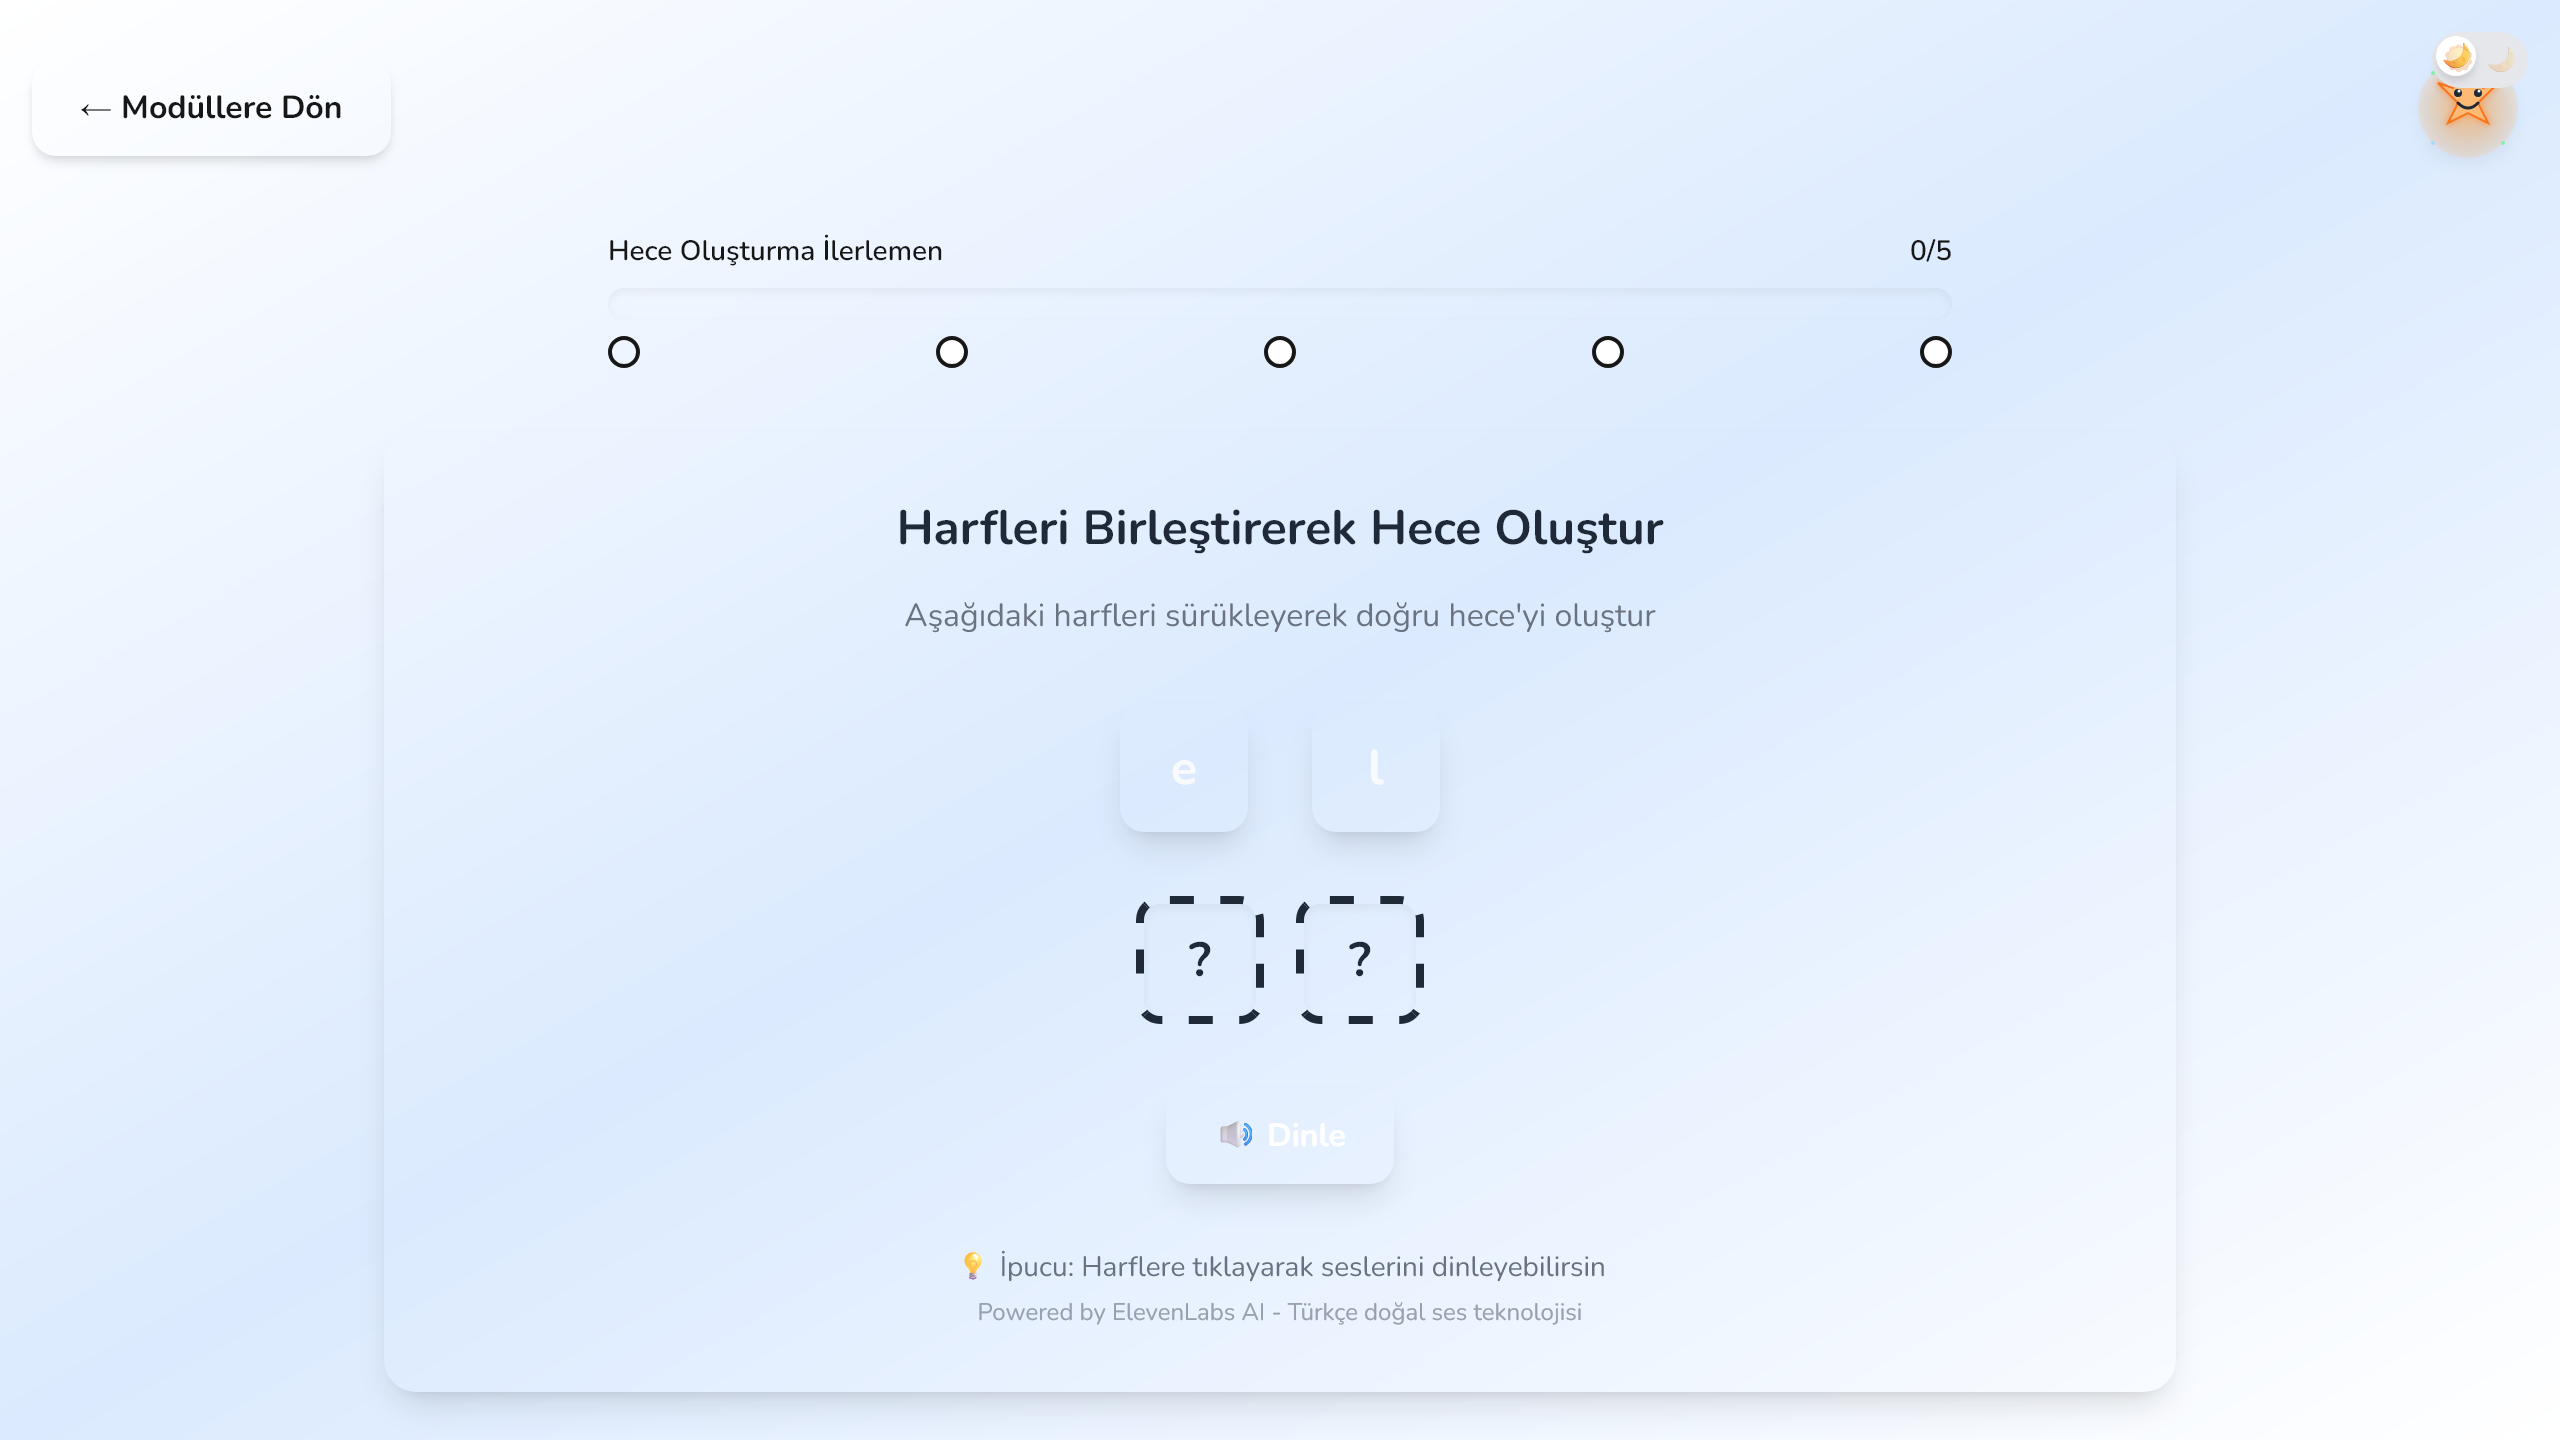 ← Modüllere Dön
Hece Oluşturma İlerlemen 0/5
Harfleri Birleştirerek Hece Oluştur
Aşağıdaki harfleri sürükleyerek doğru hece'yi oluştur
e l
? ?
🔊 Dinle
💡 İpucu: Harflere tıklayarak seslerini dinleyebilirsin
Powered by ElevenLabs AI - Türkçe doğal ses teknolojisi